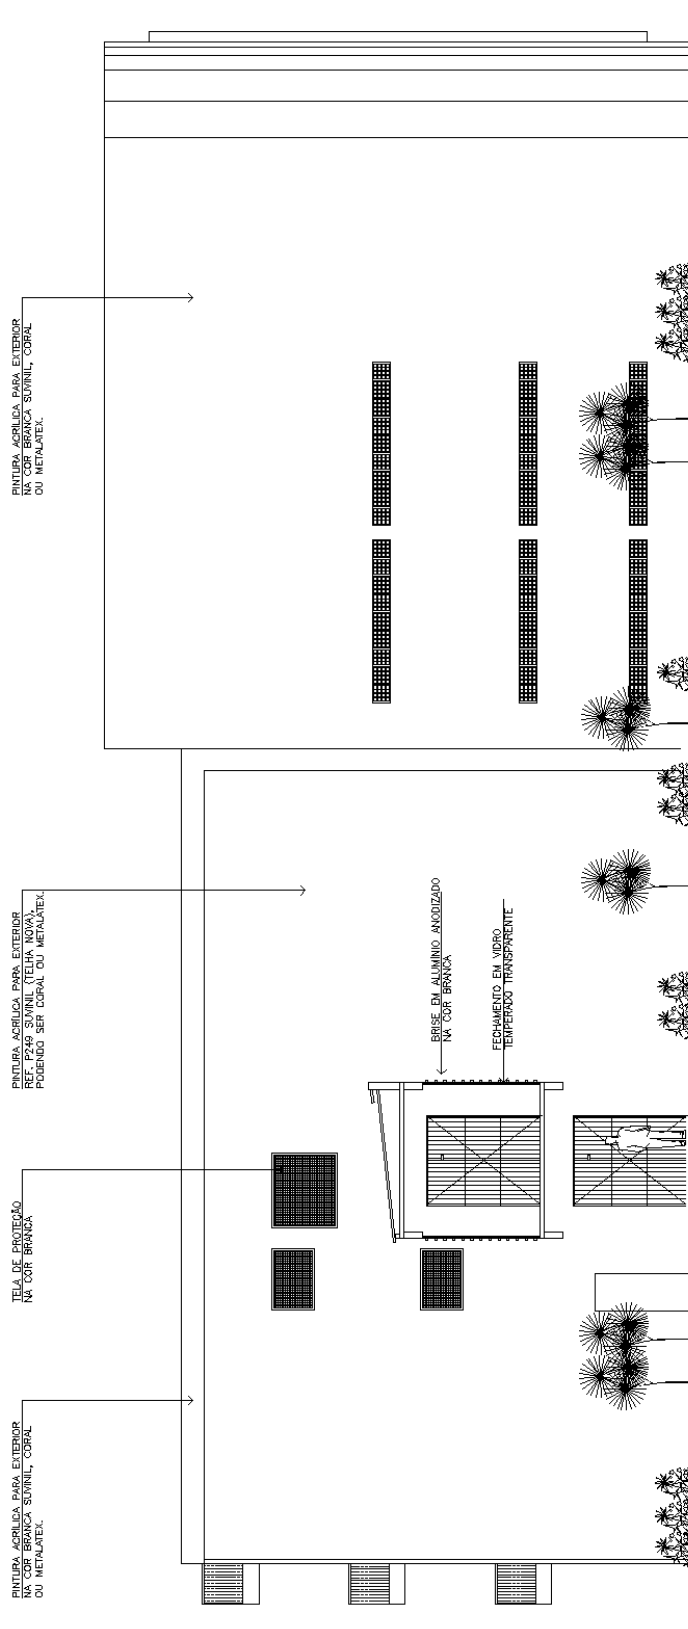 PINTURA ACRÍLICA PARA EXTERIOR
NA COR BRANCA SUVINIL, CORAL
OU METALATEX.
TELA DE PROTEÇÃO
NA COR BRANCA
PINTURA ACRÍLICA PARA EXTERIOR
REF. P249 SUVINIL (TELHA NOVA),
PODENDO SER CORAL OU METALATEX.
BRISE EM ALUMÍNIO ANODIZADO
NA COR BRANCA
FECHAMENTO EM VIDRO
TEMPERADO TRANSPARENTE
PINTURA ACRÍLICA PARA EXTERIOR
NA COR BRANCA SUVINIL, CORAL
OU METALATEX.